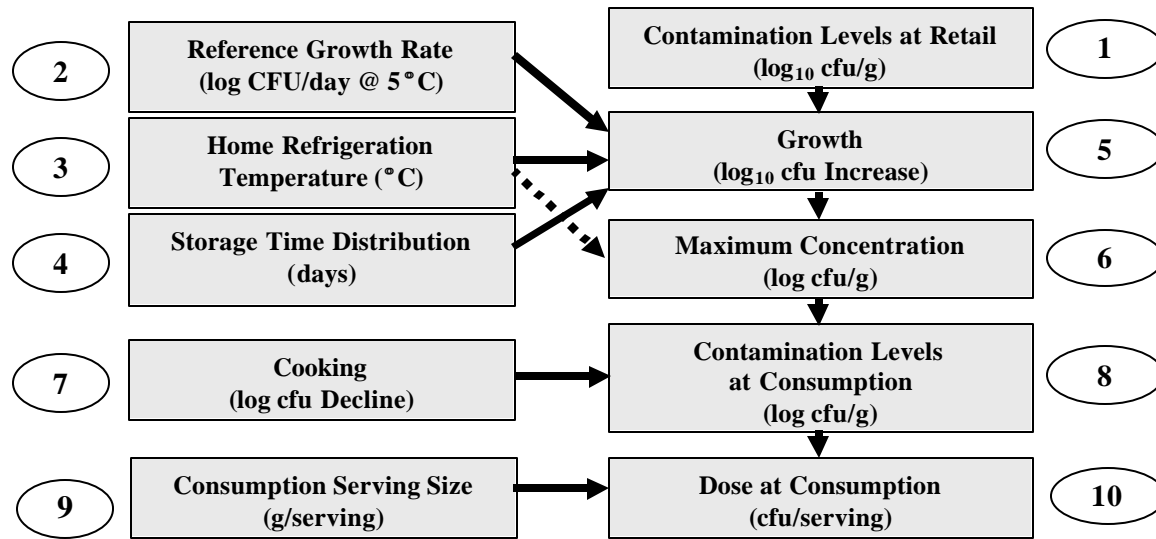 2
Reference Growth Rate
(log CFU/day @ 5°C)
Contamination Levels at Retail
(log₁₀ cfu/g)
1
3
Home Refrigeration
Temperature (°C)
Growth
(log₁₀ cfu Increase)
5
4
Storage Time Distribution
(days)
Maximum Concentration
(log cfu/g)
6
7
Cooking
(log cfu Decline)
Contamination Levels
at Consumption
(log cfu/g)
8
9
Consumption Serving Size
(g/serving)
Dose at Consumption
(cfu/serving)
10